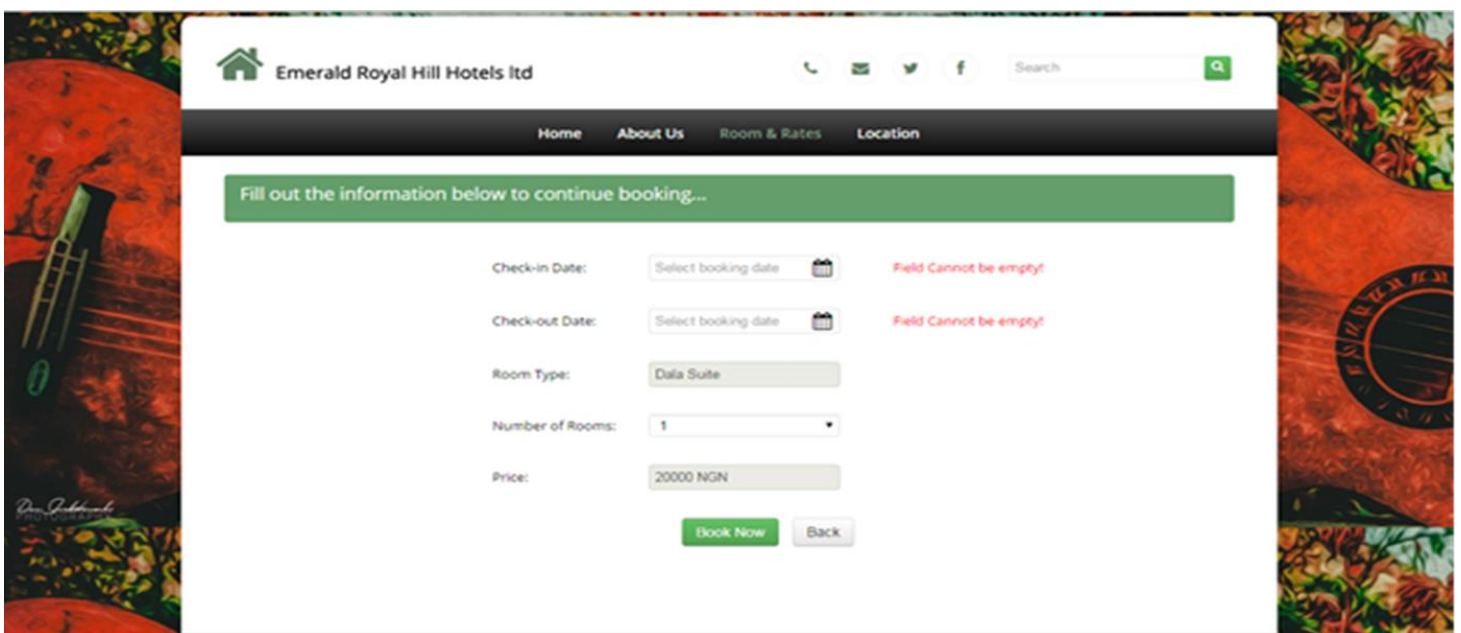 Emerald Royal Hill Hotels ltd
Search
Home About Us Room & Rates Location
Fill out the information below to continue booking...
Check-in Date: Select booking date Field Cannot be empty!
Check-out Date: Select booking date Field Cannot be empty!
Room Type: Dala Suite
Number of Rooms: 1
Price: 20000 NGN
Book Now Back
PHOTOGRAPHY